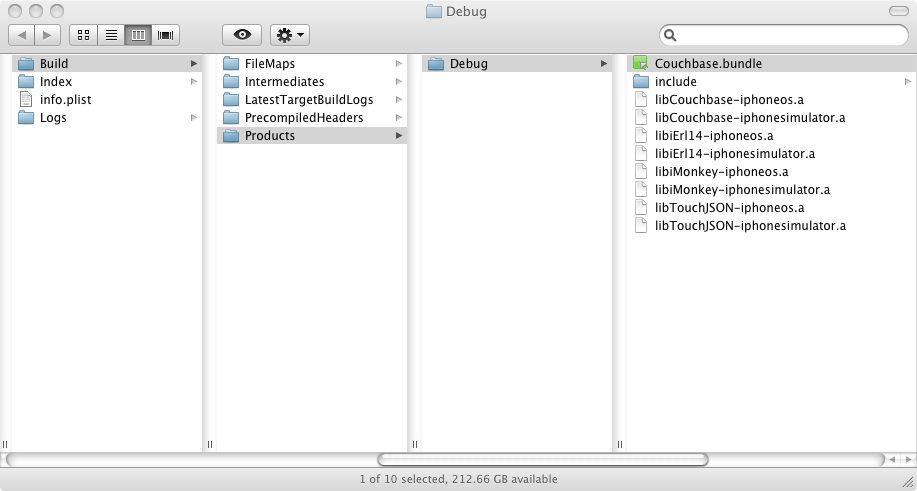 Debug
Build
Index
info.plist
Logs
FileMaps
Intermediates
LatestTargetBuildLogs
PrecompiledHeaders
Products
Debug
Couchbase.bundle
include
libCouchbase-iphoneos.a
libCouchbase-iphonesimulator.a
libiErl14-iphoneos.a
libiErl14-iphonesimulator.a
libiMonkey-iphoneos.a
libiMonkey-iphonesimulator.a
libTouchJSON-iphoneos.a
libTouchJSON-iphonesimulator.a
1 of 10 selected, 212.66 GB available